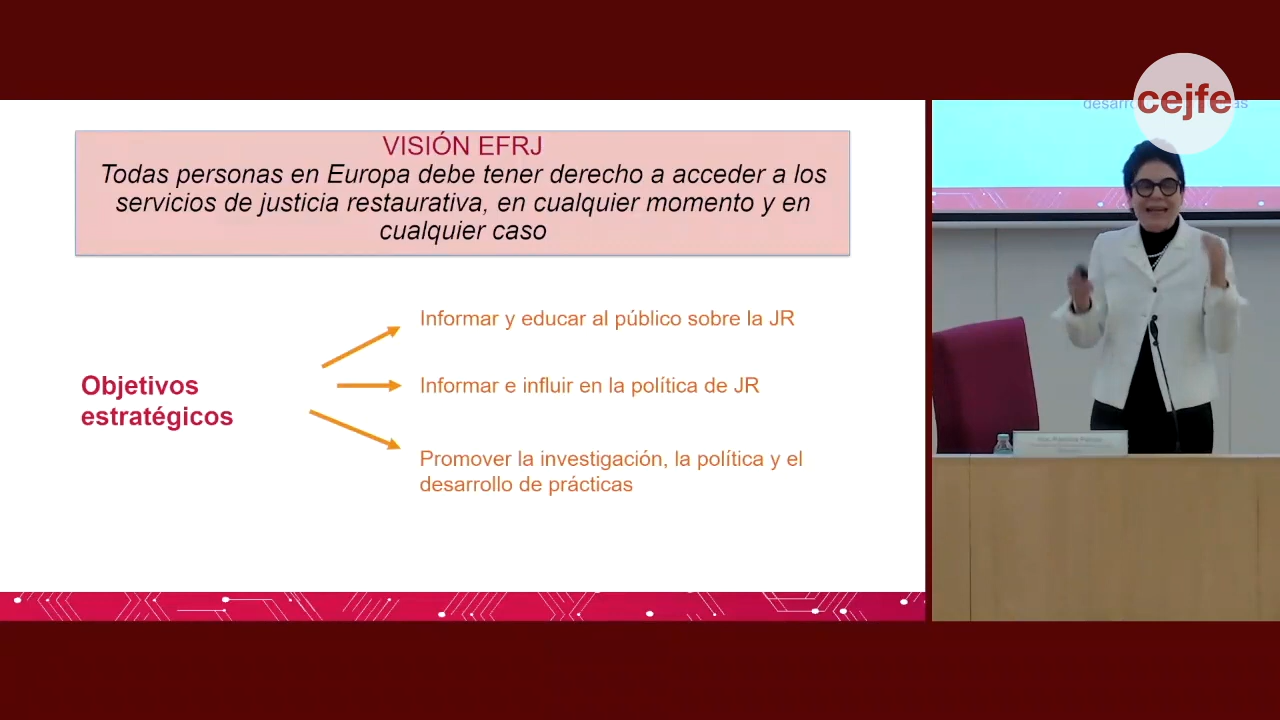 VISIÓN EFRJ
Todas personas en Europa debe tener derecho a acceder a los
servicios de justicia restaurativa, en cualquier momento y en
cualquier caso
Objetivos
estratégicos
Informar y educar al público sobre la JR
Informar e influir en la política de JR
Promover la investigación, la política y el
desarrollo de prácticas
cejfe